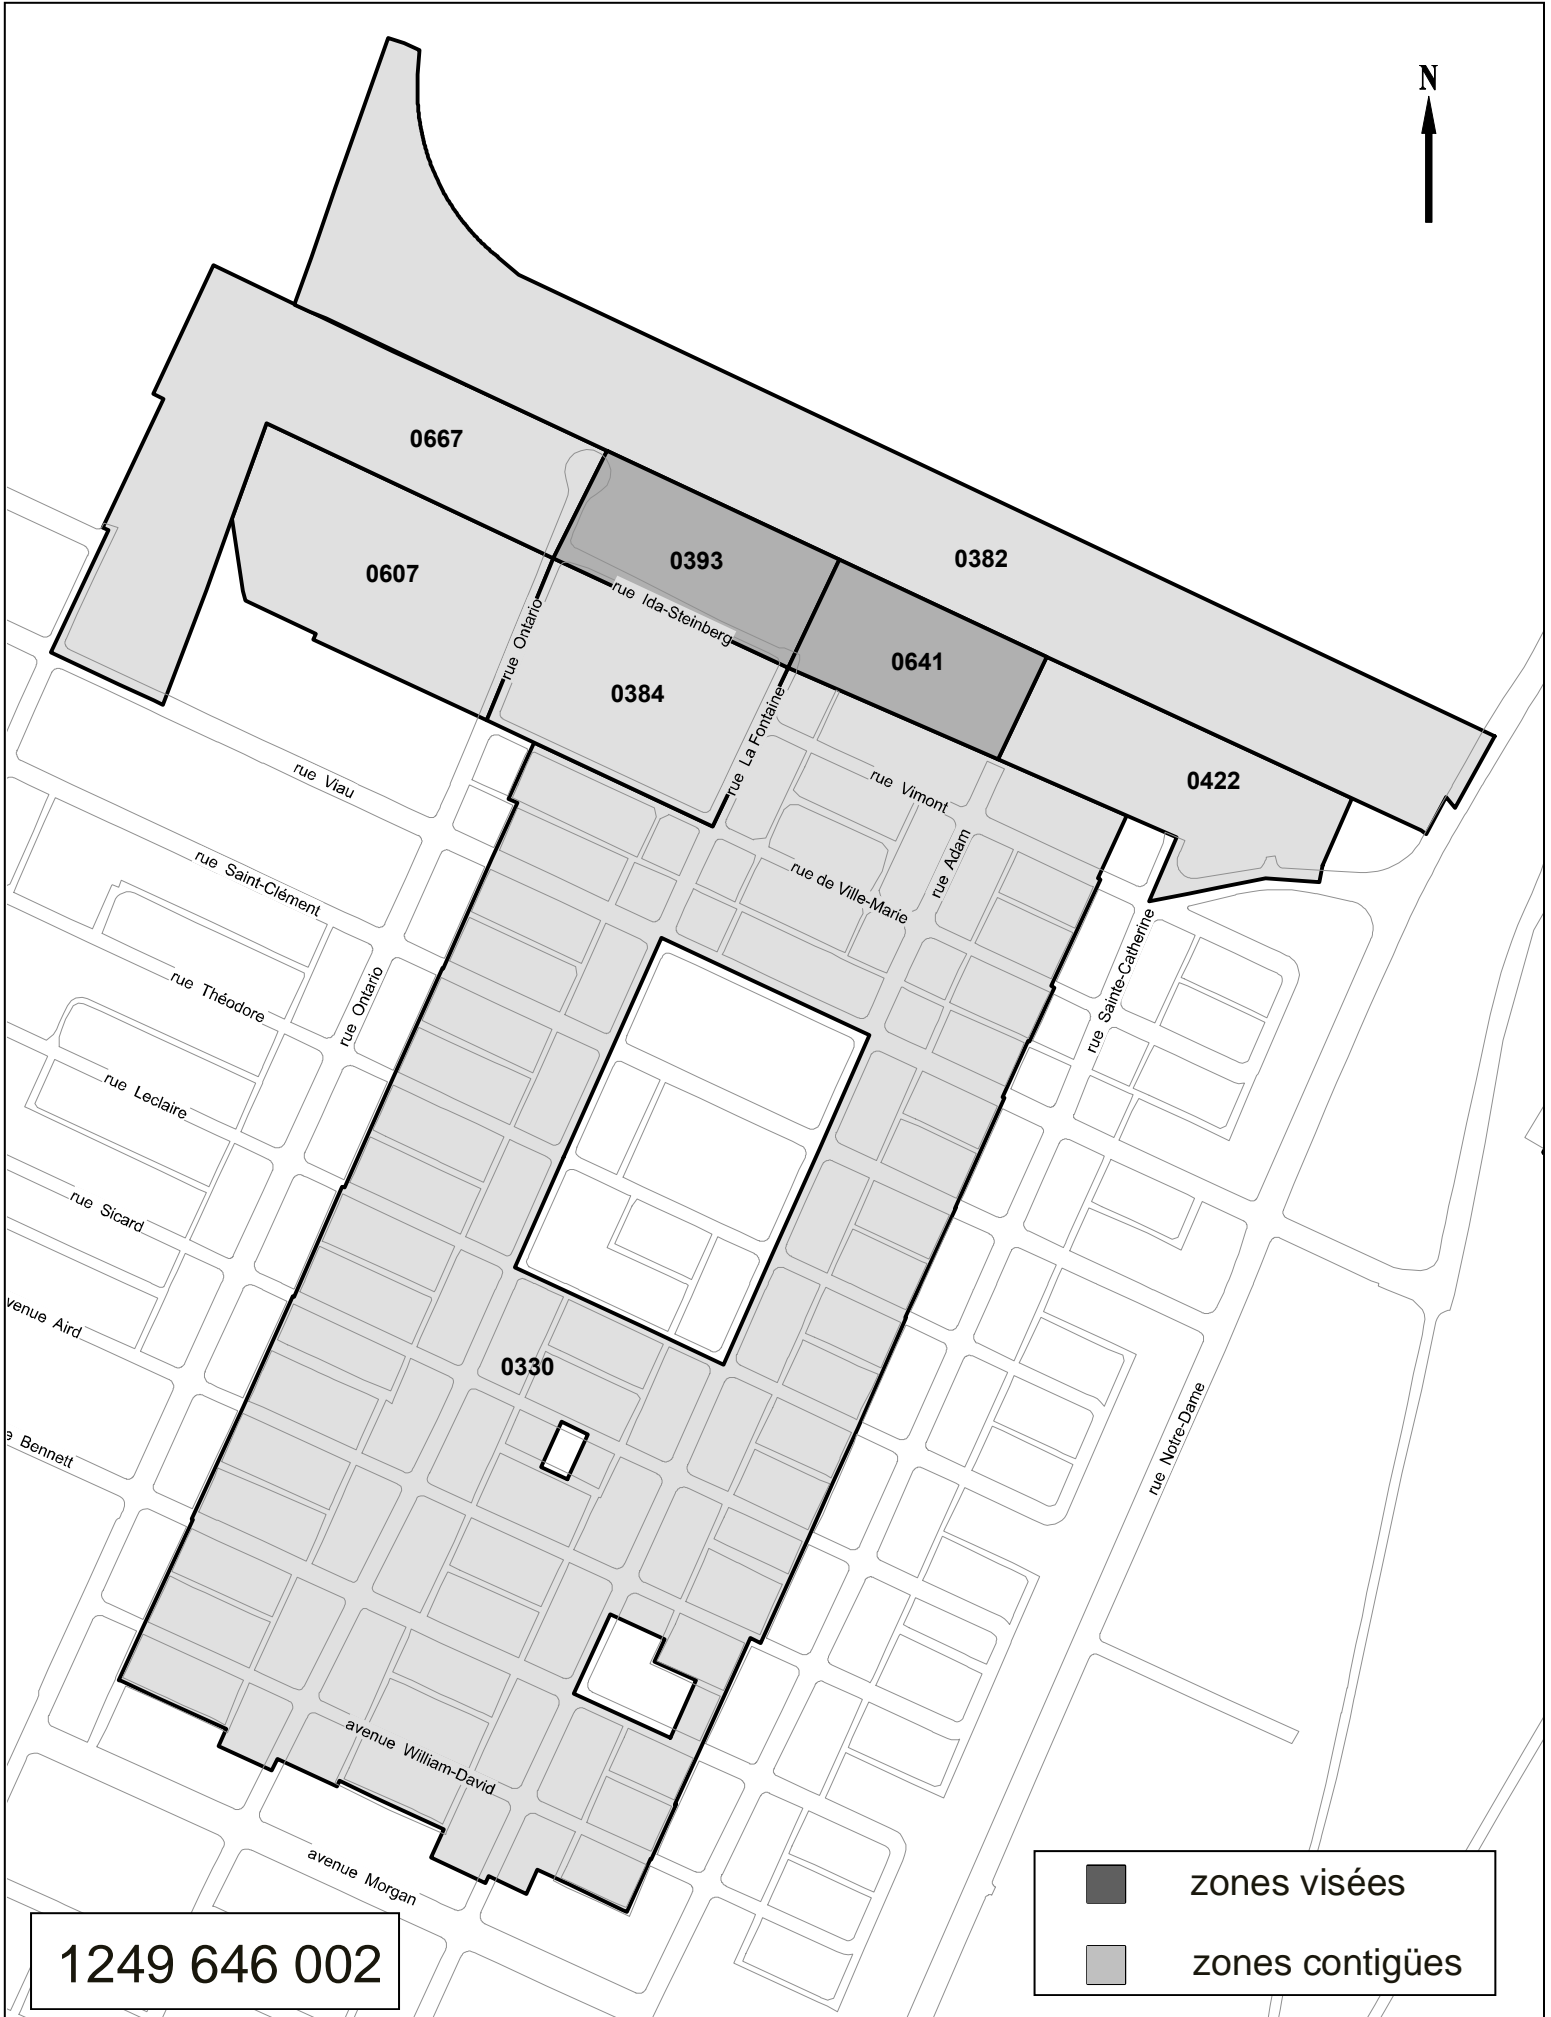 N
0667
0393
0382
0607
rue Ida-Steinberg
rue Ontario
0641
0384
rue La Fontaine
0422
rue Viau
rue Vimont
rue Adam
rue Saint-Clément
rue de Ville-Marie
rue Sainte-Catherine
rue Théodore
rue Ontario
rue Leclaire
rue Sicard
venue Aird
0330
e Bennett
rue Notre-Dame
avenue William-David
avenue Morgan
zones visées
zones contigües
1249 646 002